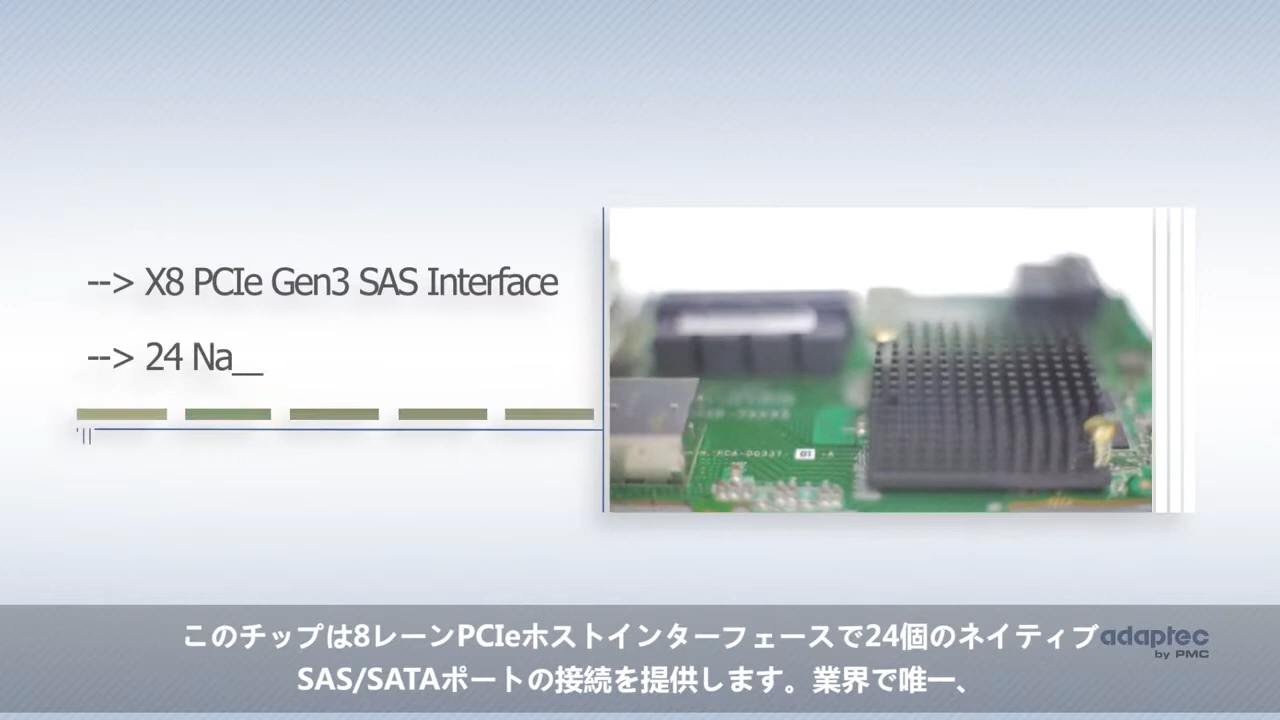 --> X8 PCIe Gen3 SAS Interface
--> 24 Na__
01 -A
このチップは8レーンPCIeホストインターフェースで24個のネイティブ
adaptec
by PMC
SAS/SATAポートの接続を提供します。業界で唯一、